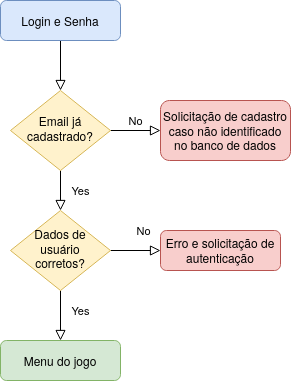 Login e Senha
Email já
cadastrado?
No
Solicitação de cadastro
caso não identificado
no banco de dados
Yes
Dados de
usuário
corretos?
No
Erro e solicitação de
autenticação
Yes
Menu do jogo